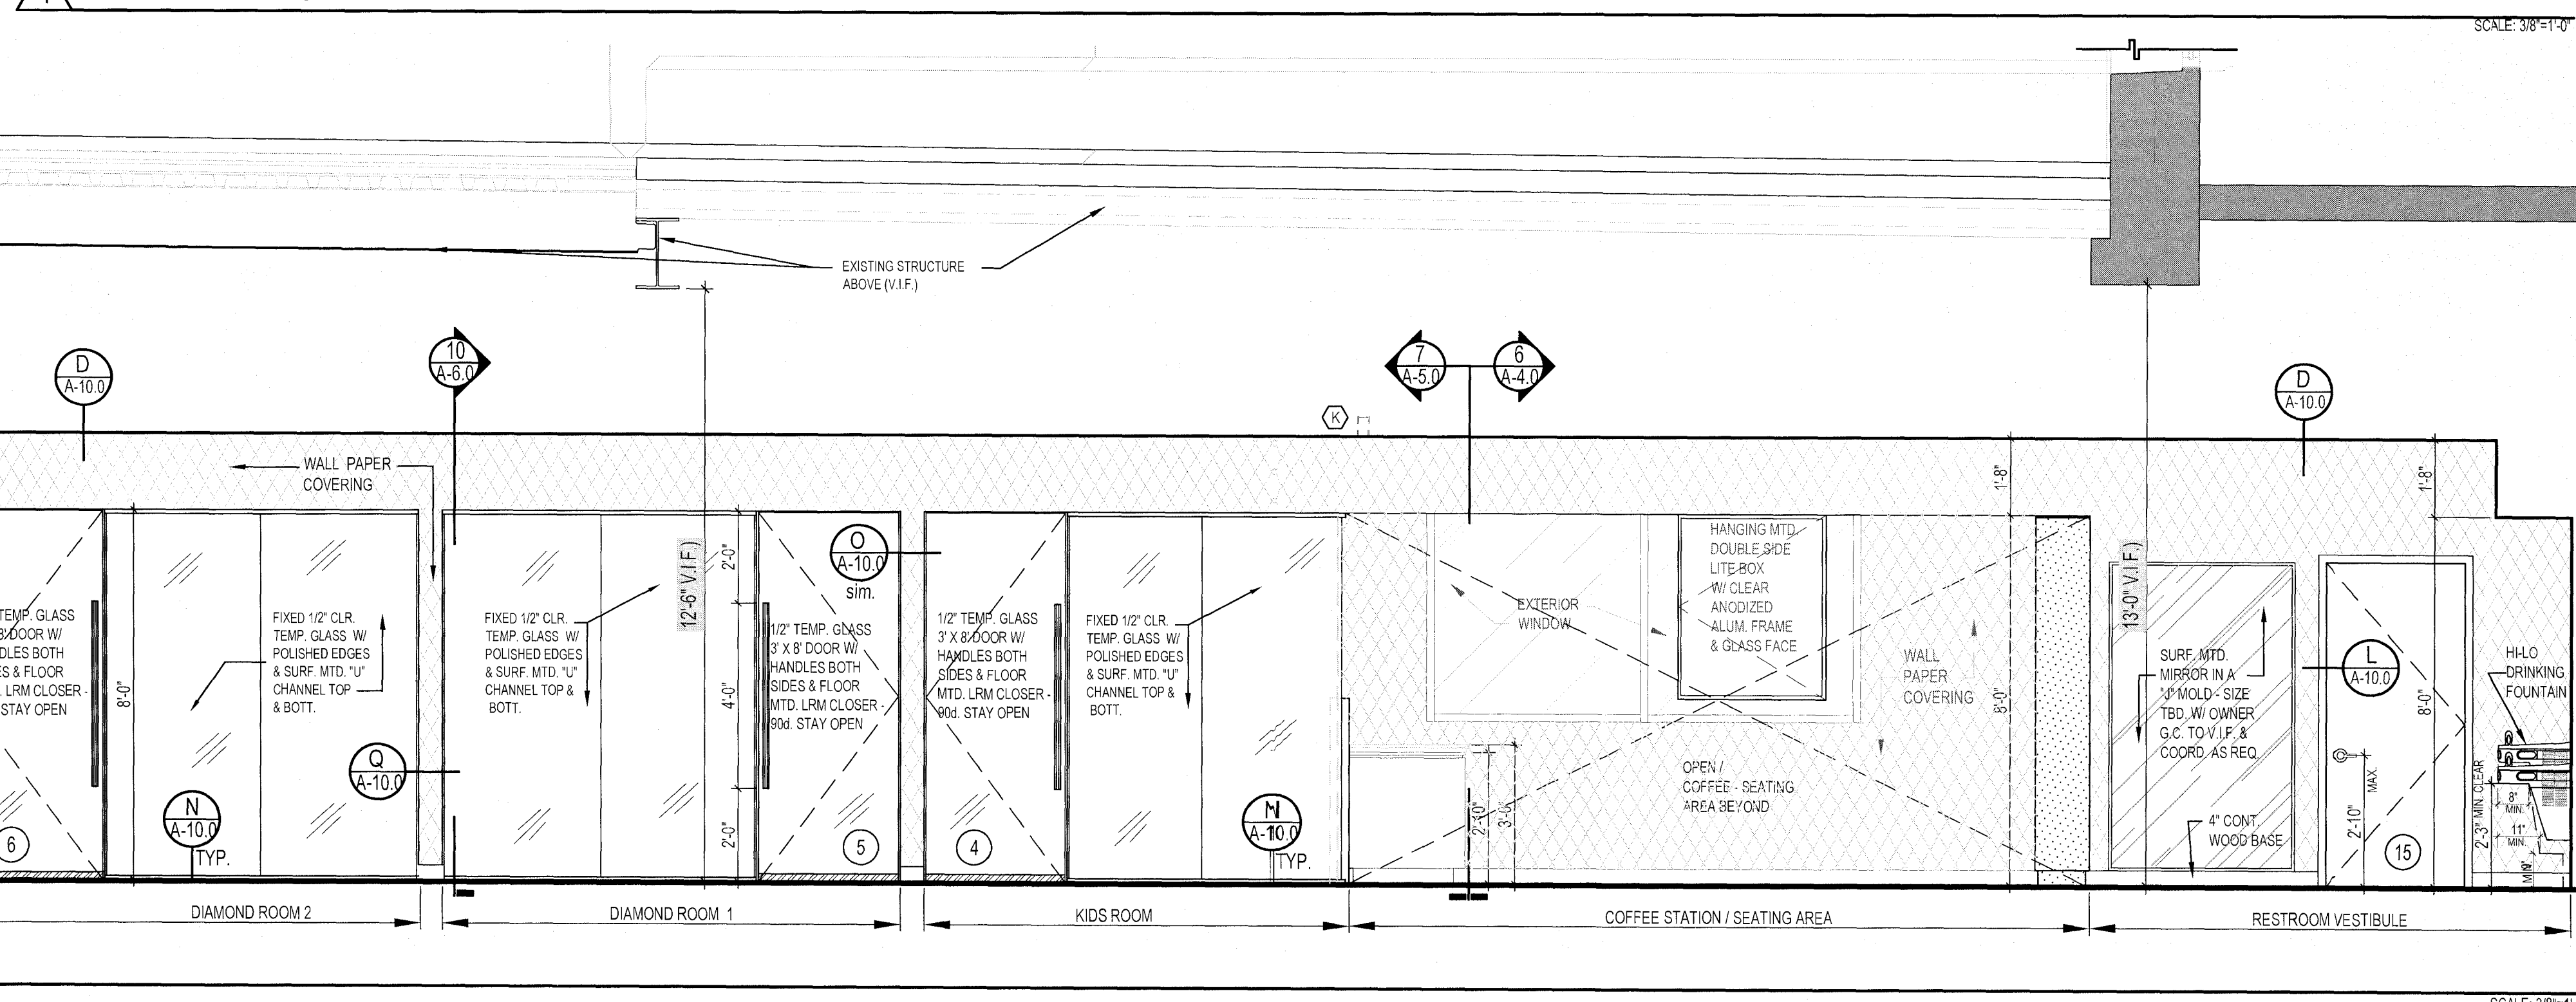 SCALE: 3/8"=1'-0"
EXISTING STRUCTURE
ABOVE (V.I.F.)
D
A-10.0
10
A-6.0
7
A-5.0
6
A-4.0
K
D
A-10.0
WALL PAPER
COVERING
1'-8"
1'-8"
TEMP. GLASS
8' DOOR W/
DLES BOTH
ES & FLOOR
. LRM CLOSER -
STAY OPEN
6
8'-0"
N
A-10.0
TYP.
FIXED 1/2" CLR.
TEMP. GLASS W/
POLISHED EDGES
& SURF. MTD. "U"
CHANNEL TOP
& BOTT.
Q
A-10.0
FIXED 1/2" CLR.
TEMP. GLASS W/
POLISHED EDGES
& SURF. MTD. "U"
CHANNEL TOP &
BOTT.
12'-6" V.I.F.)
2'-0"
4'-0"
2'-0"
O
A-10.0
sim.
1/2" TEMP. GLASS
3' X 8' DOOR W/
HANDLES BOTH
SIDES & FLOOR
MTD. LRM CLOSER -
90d. STAY OPEN
5
1/2" TEMP. GLASS
3' X 8' DOOR W/
HANDLES BOTH
SIDES & FLOOR
MTD. LRM CLOSER -
90d. STAY OPEN
4
FIXED 1/2" CLR.
TEMP. GLASS W/
POLISHED EDGES
& SURF. MTD. "U"
CHANNEL TOP &
BOTT.
N
A-10.0
TYP.
EXTERIOR
WINDOW
HANGING MTD.
DOUBLE SIDE
LITE BOX
W/ CLEAR
ANODIZED
ALUM. FRAME
& GLASS FACE
WALL
PAPER
COVERING
OPEN /
COFFEE - SEATING
AREA BEYOND
2'-10"
3'-0"
8'-0"
13'-0" V.I.F.)
SURF. MTD.
MIRROR IN A
"J" MOLD - SIZE
TBD. W/ OWNER
G.C. TO V.I.F. &
COORD. AS REQ.
4" CONT.
WOOD BASE
L
A-10.0
2'-10"
MAX.
15
8'-0"
HI-LO
DRINKING
FOUNTAIN
2'-3" MIN. CLEAR
8"
MIN.
11"
MIN.
9"
MIN.
DIAMOND ROOM 2
DIAMOND ROOM 1
KIDS ROOM
COFFEE STATION / SEATING AREA
RESTROOM VESTIBULE